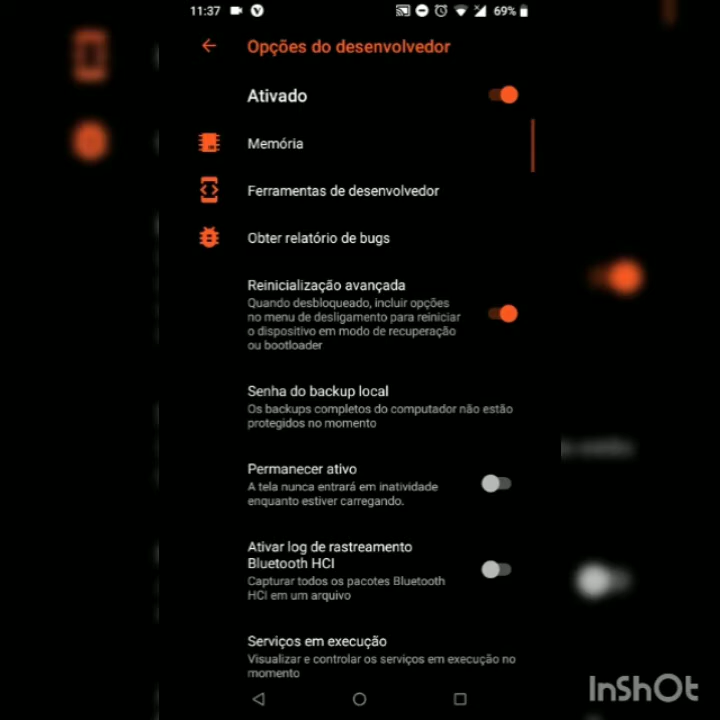 11:37
69%
Opções do desenvolvedor
Ativado
Memória
Ferramentas de desenvolvedor
Obter relatório de bugs
Reinicialização avançada
Quando desbloqueado, incluir opções
no menu de desligamento para reiniciar
o dispositivo em modo de recuperação
ou bootloader
Senha do backup local
Os backups completos do computador não estão
protegidos no momento
Permanecer ativo
A tela nunca entrará em inatividade
enquanto estiver carregando.
Ativar log de rastreamento
Bluetooth HCI
Capturar todos os pacotes Bluetooth
HCI em um arquivo
Serviços em execução
Visualizar e controlar os serviços em execução no
momento
InShOt